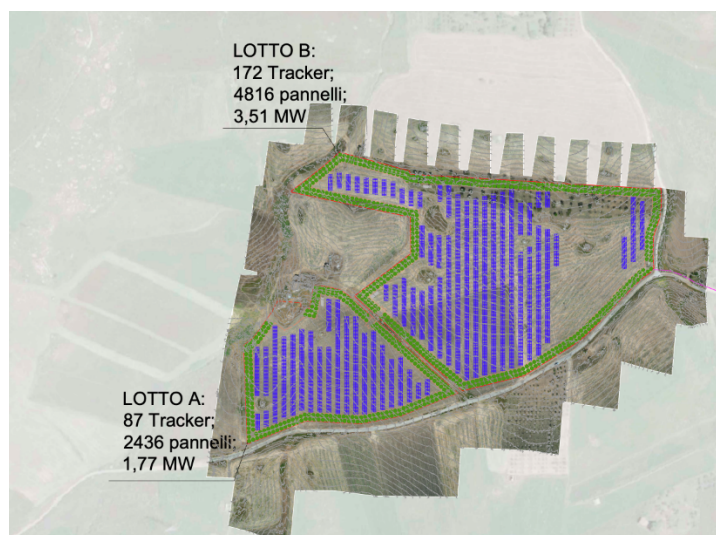 LOTTO B:
172 Tracker;
4816 pannelli;
3,51 MW
LOTTO A:
87 Tracker;
2436 pannelli;
1,77 MW